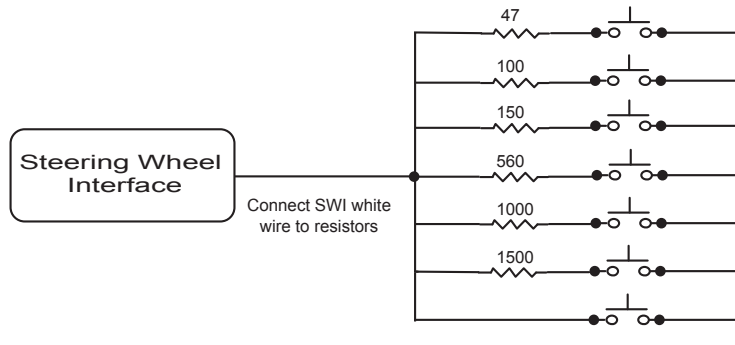 47
100
150
560
1000
1500
Steering Wheel
Interface
Connect SWI white
wire to resistors